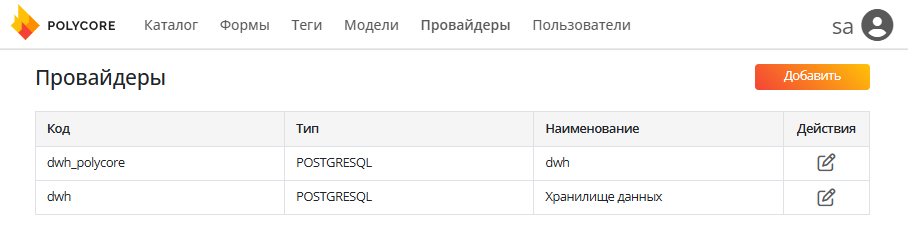 POLYCORE Каталог Формы Теги Модели Провайдеры Пользователи sa
Провайдеры Добавить
Код Тип Наименование Действия
dwh_polycore POSTGRESQL dwh
dwh POSTGRESQL Хранилище данных